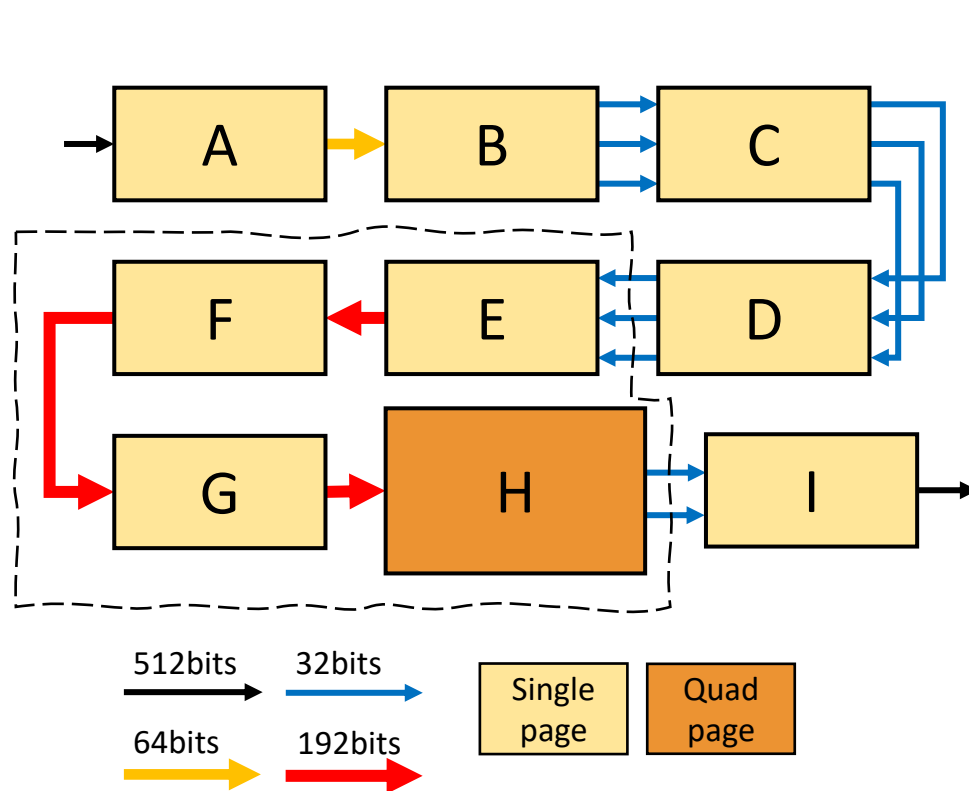 A
B
C
F
E
D
G
H
I
512bits
32bits
64bits
192bits
Single
page
Quad
page